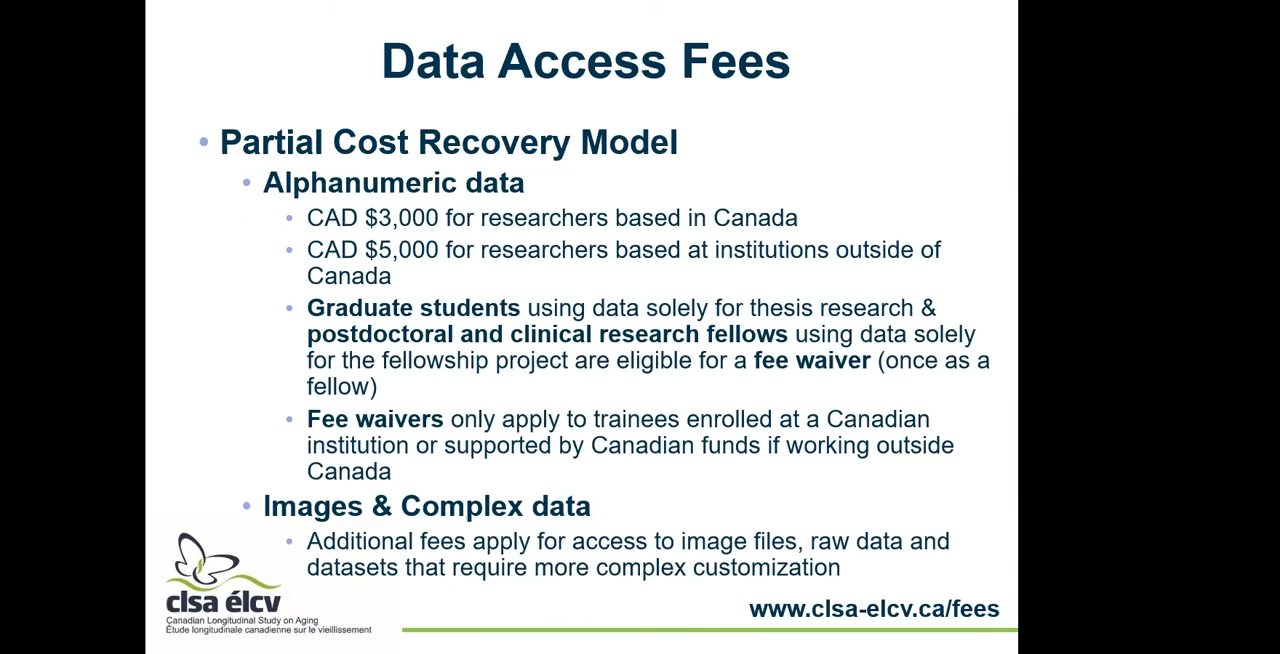 Data Access Fees
• Partial Cost Recovery Model
• Alphanumeric data
• CAD $3,000 for researchers based in Canada
• CAD $5,000 for researchers based at institutions outside of
Canada
• Graduate students using data solely for thesis research &
postdoctoral and clinical research fellows using data solely
for the fellowship project are eligible for a fee waiver (once as a
fellow)
• Fee waivers only apply to trainees enrolled at a Canadian
institution or supported by Canadian funds if working outside
Canada
• Images & Complex data
• Additional fees apply for access to image files, raw data and
datasets that require more complex customization
clsa élcv
Canadian Longitudinal Study on Aging
Étude longitudinale canadienne sur le vieillissement
www.clsa-elcv.ca/fees